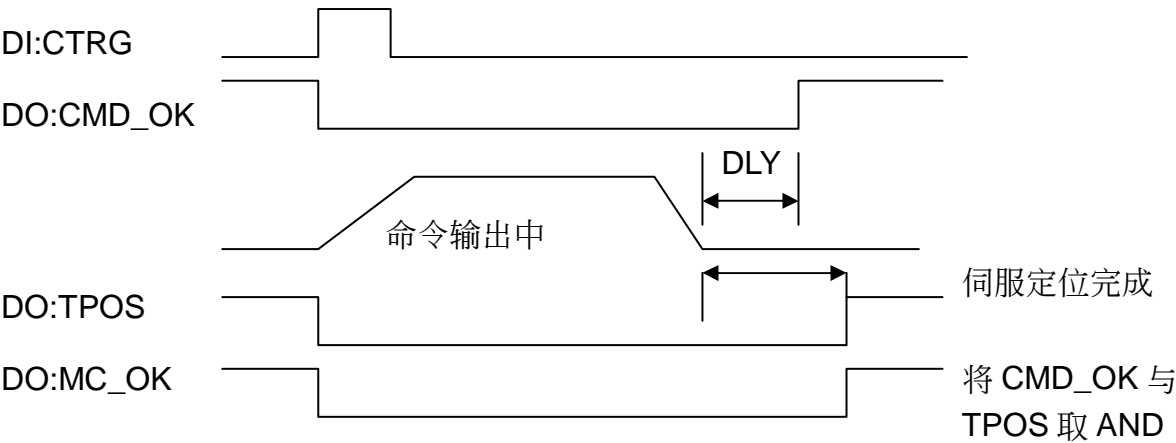 DI:CTRG
DO:CMD_OK
DLY
命令输出中
伺服定位完成
DO:TPOS
DO:MC_OK
将 CMD_OK 与
TPOS 取 AND